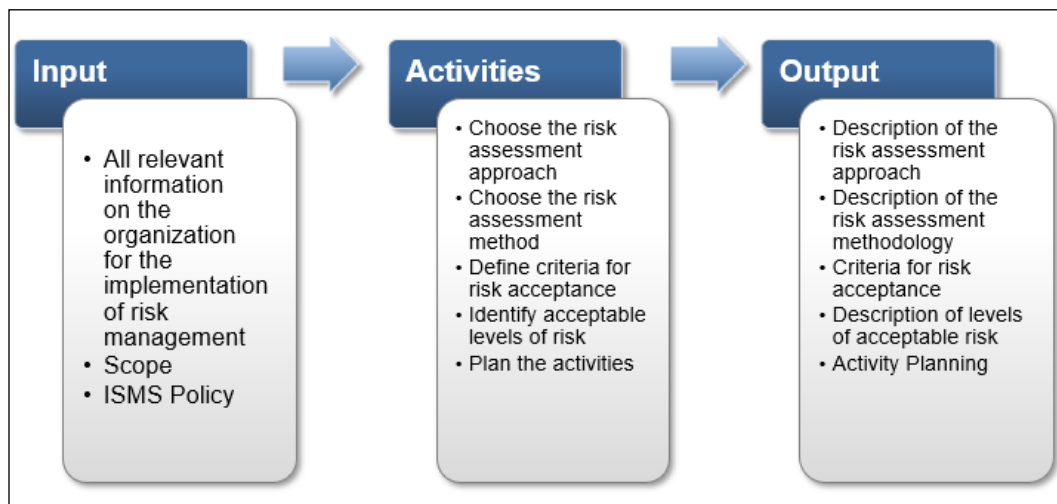 Input
• All relevant
information
on the
organization
for the
implementation
of risk
management
• Scope
• ISMS Policy
Activities
• Choose the risk
assessment
approach
• Choose the risk
assessment
method
• Define criteria for
risk acceptance
• Identify acceptable
levels of risk
• Plan the activities
Output
• Description of the
risk assessment
approach
• Description of the
risk assessment
methodology
• Criteria for risk
acceptance
• Description of levels
of acceptable risk
• Activity Planning